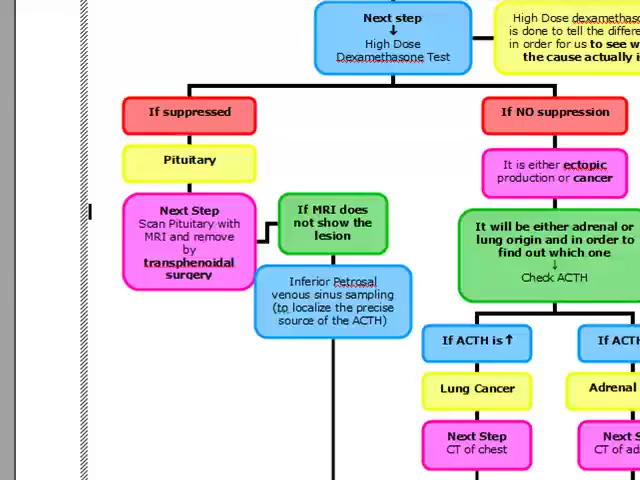 Next step
↓
High Dose
Dexamethasone Test
High Dose
is done to tell the
in order for us to see
the cause actually
If suppressed
If NO suppression
Pituitary
It is either ectopic
production or cancer
Next Step
Scan Pituitary with
MRI and remove
by
transphenoidal
surgery
If MRI does
not show the
lesion
It will be either adrenal or
lung origin and in order to
find out which one
↓
Check ACTH
Inferior Petrosal
venous sinus sampling
(to localize the precise
source of the ACTH)
If ACTH is ↑
If
Lung Cancer
Adrenal
Next Step
CT of chest
Next
CT of